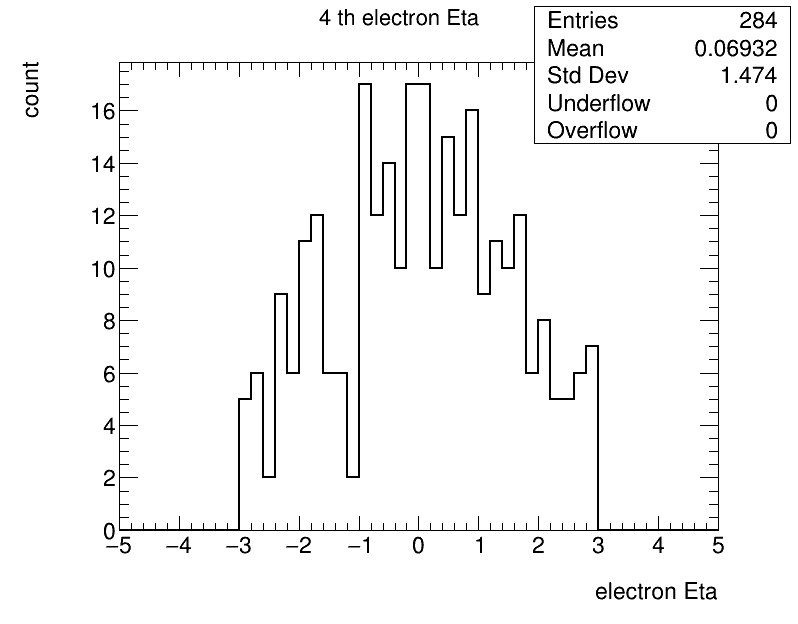 4 th electron Eta
Entries 284
Mean 0.06932
Std Dev 1.474
Underflow 0
Overflow 0
count
16
14
12
10
8
6
4
2
0
−5 −4 −3 −2 −1 0 1 2 3 4 5
electron Eta